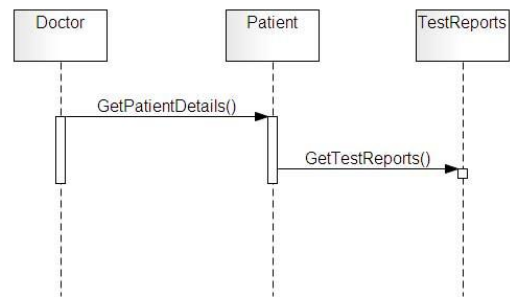 Doctor
Patient
TestReports
GetPatientDetails()
GetTestReports()